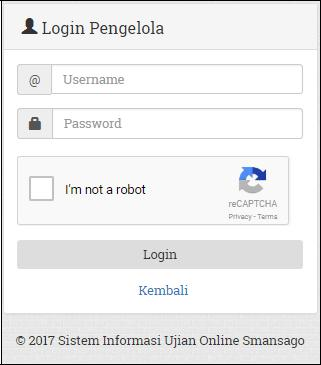 Login Pengelola
@ Username
Password
I'm not a robot
reCAPTCHA
Privacy - Terms
Login
Kembali
© 2017 Sistem Informasi Ujian Online Smansago